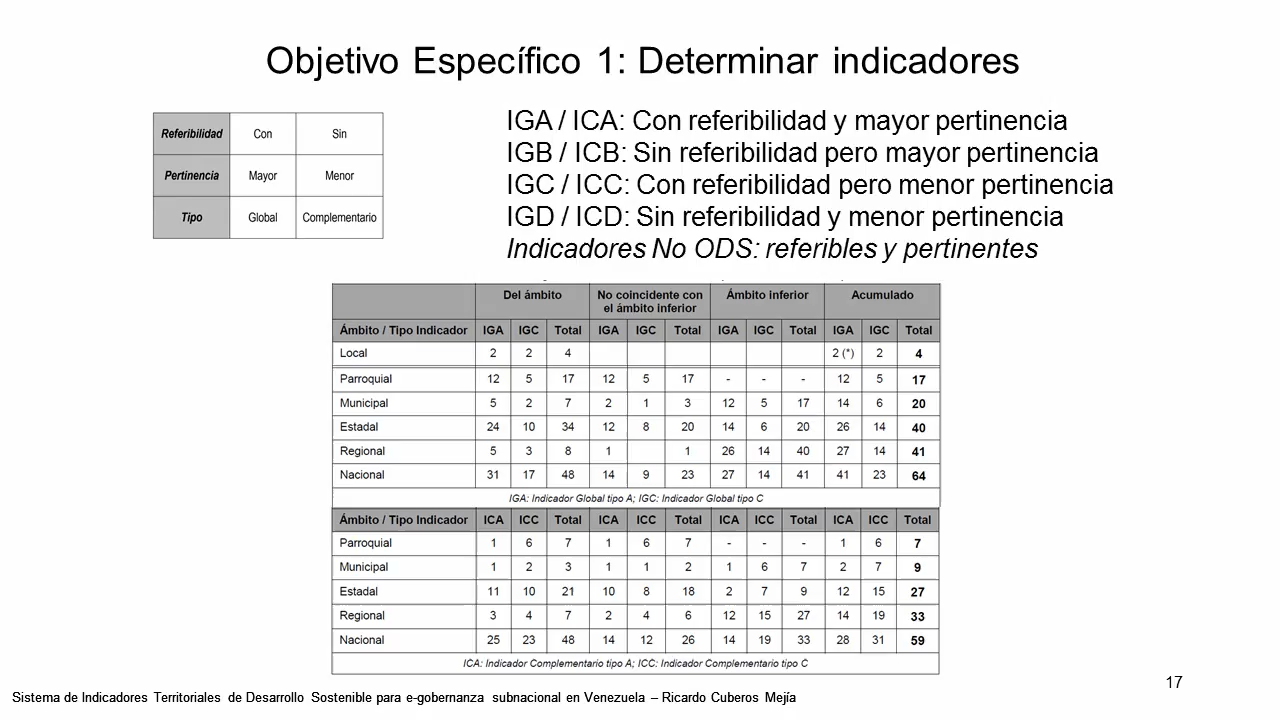 Objetivo Específico 1: Determinar indicadores
Referibilidad Con Sin
Pertinencia Mayor Menor
Tipo Global Complementario
IGA / ICA: Con referibilidad y mayor pertinencia
IGB / ICB: Sin referibilidad pero mayor pertinencia
IGC / ICC: Con referibilidad pero menor pertinencia
IGD / ICD: Sin referibilidad y menor pertinencia
Indicadores No ODS: referibles y pertinentes
Del ámbito No coincidente con Ámbito inferior Acumulado
el ámbito inferior
Ámbito / Tipo Indicador IGA IGC Total IGA IGC Total IGA IGC Total IGA IGC Total
Local 2 2 4 2 (*) 2 4
Parroquial 12 5 17 12 5 17 - - - 12 5 17
Municipal 5 2 7 2 1 3 12 5 17 14 6 20
Estadal 24 10 34 12 8 20 14 6 20 26 14 40
Regional 5 3 8 1 1 26 14 40 27 14 41
Nacional 31 17 48 14 9 23 27 14 41 41 23 64
IGA: Indicador Global tipo A; IGC: Indicador Global tipo C
Ámbito / Tipo Indicador ICA ICC Total ICA ICC Total ICA ICC Total ICA ICC Total
Parroquial 1 6 7 1 6 7 - - - 1 6 7
Municipal 1 2 3 1 1 2 1 6 7 2 7 9
Estadal 11 10 21 10 8 18 2 7 9 12 15 27
Regional 3 4 7 2 4 6 12 15 27 14 19 33
Nacional 25 23 48 14 12 26 14 19 33 28 31 59
ICA: Indicador Complementario tipo A; ICC: Indicador Complementario tipo C
17
Sistema de Indicadores Territoriales de Desarrollo Sostenible para e-gobernanza subnacional en Venezuela – Ricardo Cuberos Mejía